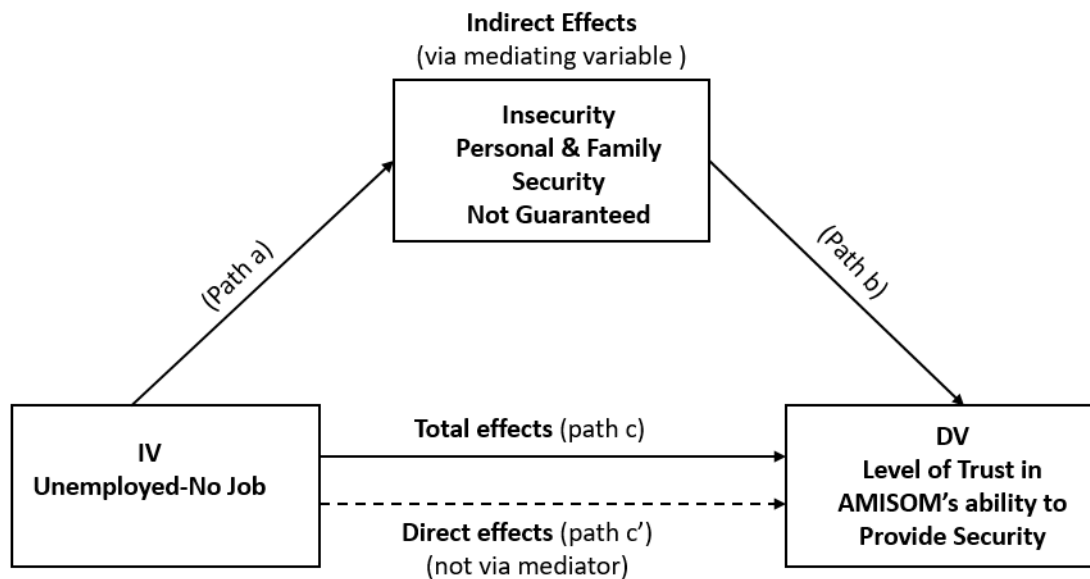 Indirect Effects
(via mediating variable )
Insecurity
Personal & Family
Security
Not Guaranteed
(Path a)
(Path b)
IV
Unemployed-No Job
Total effects (path c)
Direct effects (path c’)
(not via mediator)
DV
Level of Trust in
AMISOM’s ability to
Provide Security